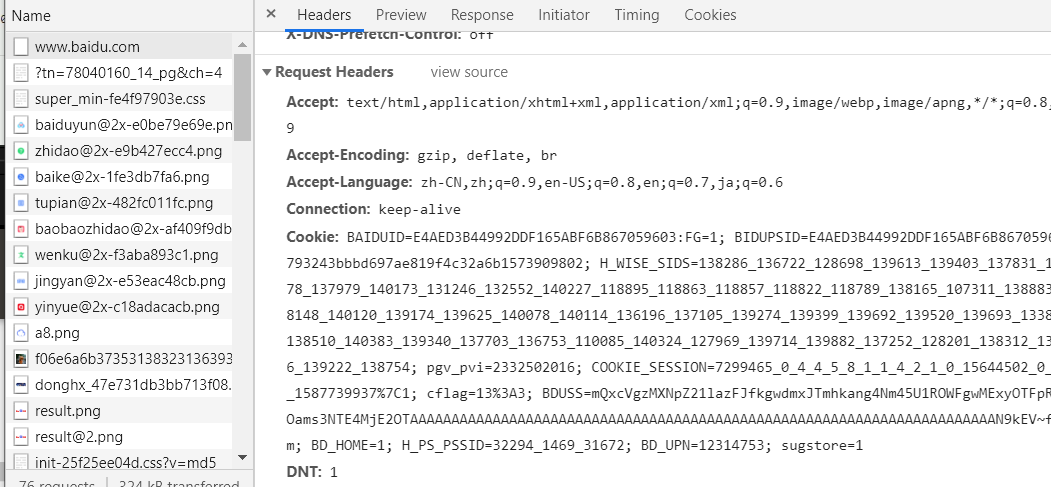 Name
www.baidu.com
?tn=78040160_14_pg&ch=4
super_min-fe4f97903e.css
baiduyun@2x-e0be79e69e.pn
zhidao@2x-e9b427ecc4.png
baike@2x-1fe3db7fa6.png
tupian@2x-482fc011fc.png
baobaozhidao@2x-af409f9db
wenku@2x-f3aba893c1.png
jingyan@2x-e53eac48cb.png
yinyue@2x-c18adacacb.png
a8.png
f06e6a6b37353138323136393
donghx_47e731db3bb713f08.
result.png
result@2.png
init-25f25ee04d.css?v=md5
76 requests | 324 kB transferred
× Headers Preview Response Initiator Timing Cookies
X-DNS-Prefetch-Control: off
Request Headers view source
Accept: text/html,application/xhtml+xml,application/xml;q=0.9,image/webp,image/apng,*/*;q=0.8,
9
Accept-Encoding: gzip, deflate, br
Accept-Language: zh-CN,zh;q=0.9,en-US;q=0.8,en;q=0.7,ja;q=0.6
Connection: keep-alive
Cookie: BAIDUID=E4AED3B44992DDF165ABF6B867059603:FG=1; BIDUPSID=E4AED3B44992DDF165ABF6B8670596
793243bbbd697ae819f4c32a6b1573909802; H_WISE_SIDS=138286_136722_128698_139613_139403_137831_1
78_137979_140173_131246_132552_140227_118895_118863_118857_118822_118789_138165_107311_138883
8148_140120_139174_139625_140078_140114_136196_137105_139274_139399_139692_139520_139693_1338
138510_140383_139340_137703_136753_110085_140324_127969_139714_139882_137252_128201_138312_13
6_139222_138754; pgv_pvi=2332502016; COOKIE_SESSION=7299465_0_4_4_5_8_1_1_4_2_1_0_15644502_0_
_1587739937%7C1; cflag=13%3A3; BDUSS=mQxcVgzMXNpZ21lazFJfkgwdmxJTmhkang4Nm45U1ROWFgwMExyOTFpR
Oams3NTE4MjE2OTAAAAAAAAAAAAAAAAAAAAAAAAAAAAAAAAAAAAAAAAAAAAAAAAAAAAAAAAAAAAAAAAAAAAAAAAN9kEV~f
m; BD_HOME=1; H_PS_PSSID=32294_1469_31672; BD_UPN=12314753; sugstore=1
DNT: 1